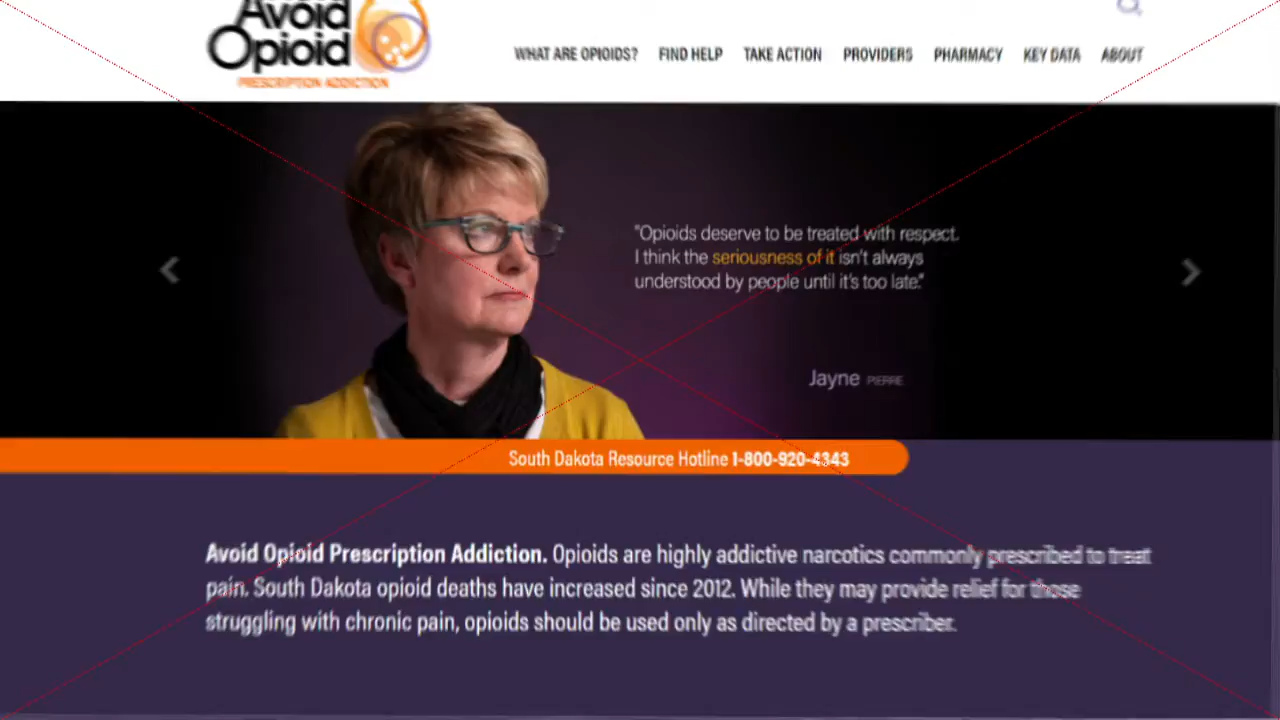 Avoid
Opioid
PRESCRIPTION ADDICTION
WHAT ARE OPIOIDS? FIND HELP TAKE ACTION PROVIDERS PHARMACY KEY DATA ABOUT
"Opioids deserve to be treated with respect.
I think the seriousness of it isn't always
understood by people until it's too late."
Jayne PIERRE
South Dakota Resource Hotline 1-800-920-4343
Avoid Opioid Prescription Addiction. Opioids are highly addictive narcotics commonly prescribed to treat
pain. South Dakota opioid deaths have increased since 2012. While they may provide relief for those
struggling with chronic pain, opioids should be used only as directed by a prescriber.